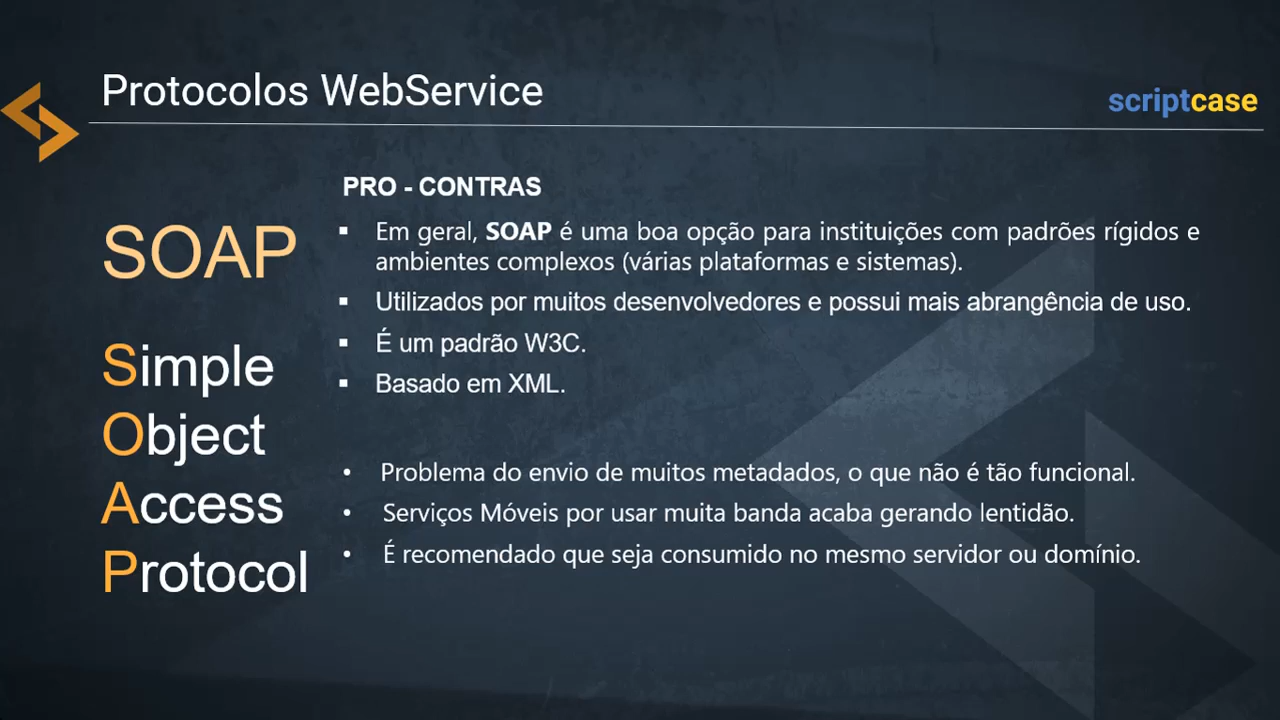 Protocolos WebService
scriptcase
PRO - CONTRAS
SOAP
Simple
Object
Access
Protocol
▪ Em geral, SOAP é uma boa opção para instituições com padrões rígidos e
ambientes complexos (várias plataformas e sistemas).
▪ Utilizados por muitos desenvolvedores e possui mais abrangência de uso.
▪ É um padrão W3C.
▪ Basado em XML.
• Problema do envio de muitos metadados, o que não é tão funcional.
• Serviços Móveis por usar muita banda acaba gerando lentidão.
• É recomendado que seja consumido no mesmo servidor ou domínio.